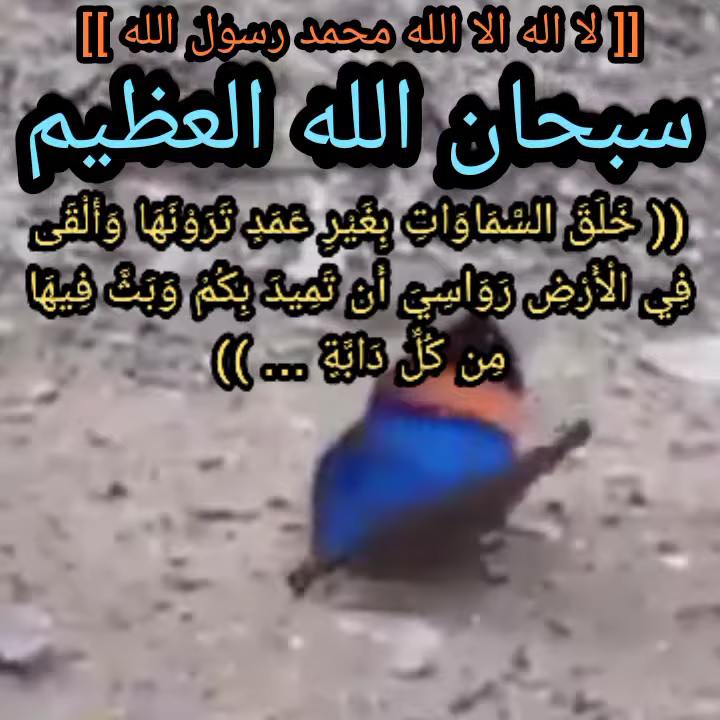 [[ لا اله الا الله محمد رسول الله ]]
سبحان الله العظيم
(( خَلَقَ السَّمَاوَاتِ بِغَيْرِ عَمَدٍ تَرَوْنَهَا وَأَلْقَى
فِي الْأَرْضِ رَوَاسِيَ أَن تَمِيدَ بِكُمْ وَبَثَّ فِيهَا
مِن كُلِّ دَابَّةٍ ... ))